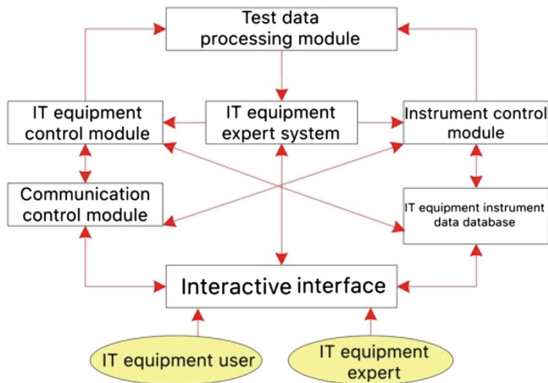 Test data
processing module
IT equipment
control module
IT equipment
expert system
Instrument control
module
Communication
control module
IT equipment instrument
data database
Interactive interface
IT equipment user
IT equipment
expert